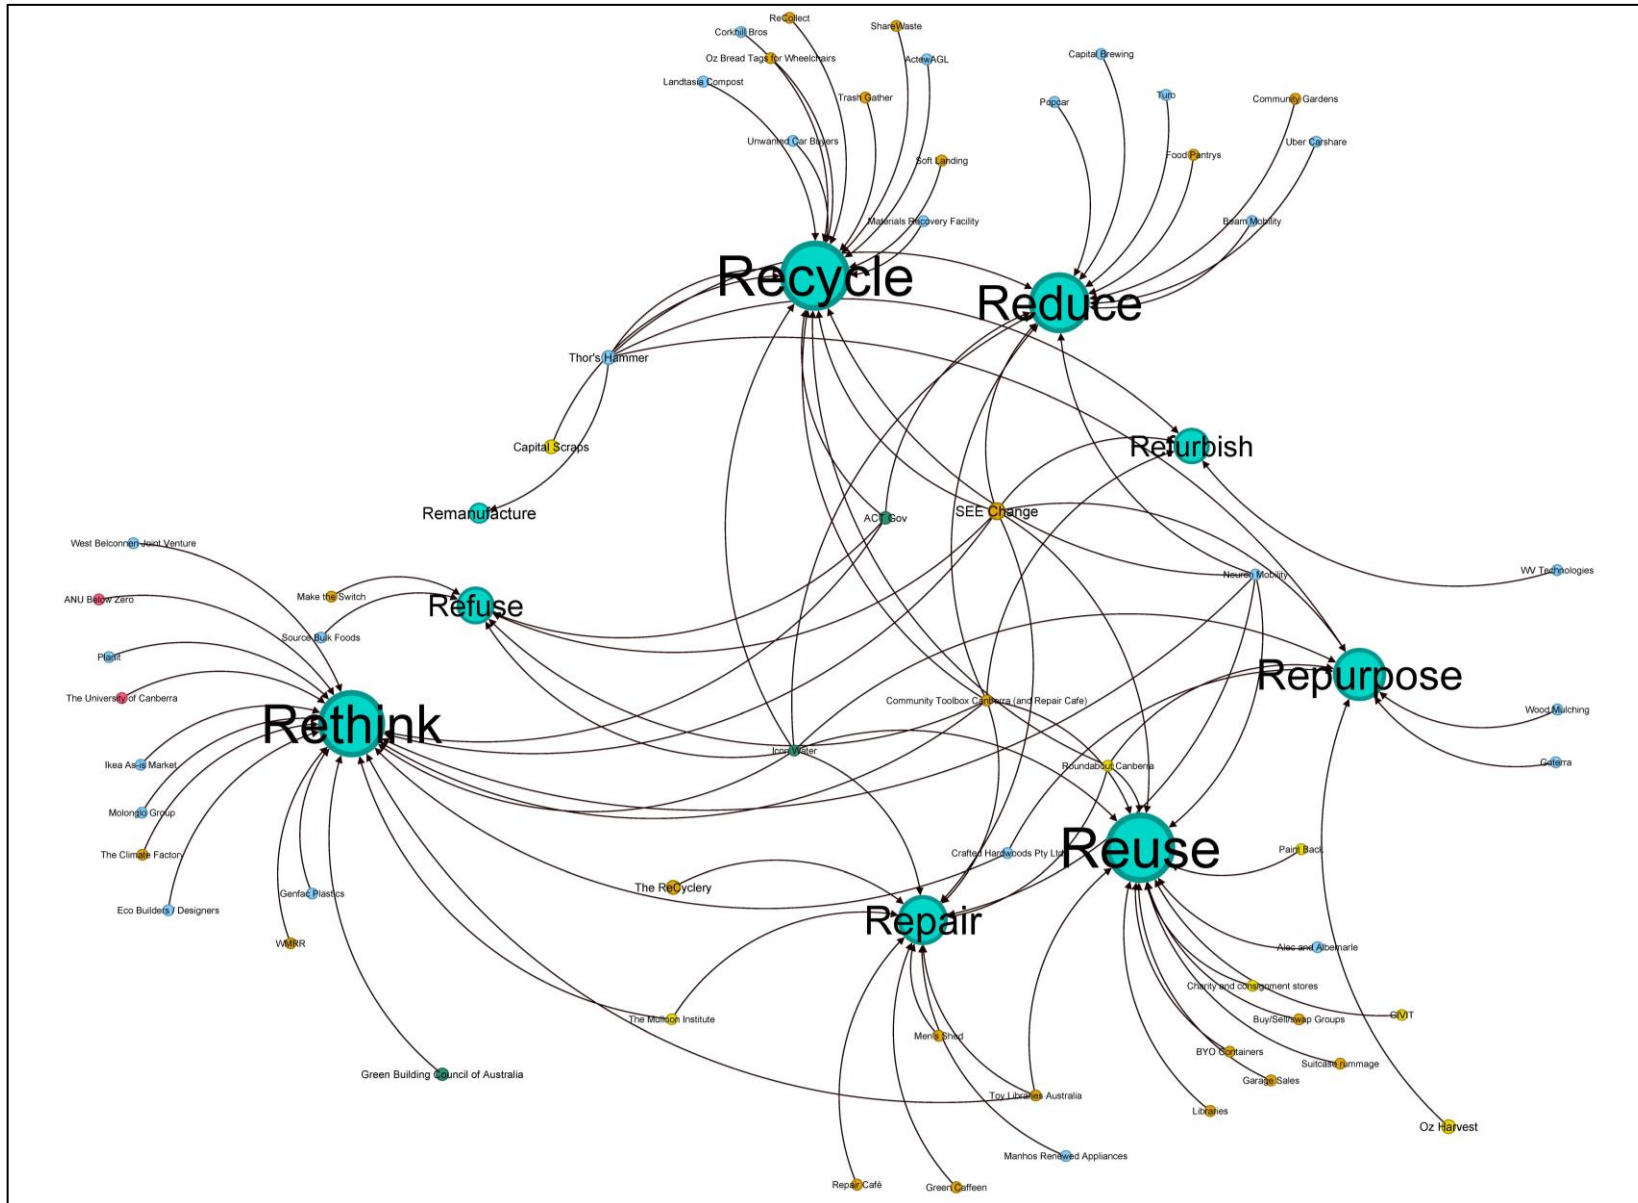 ReCollect
ShareWaste
Corkhill Bros
Oz Bread Tags for Wheelchairs
ActewAGL
Capital Brewing
Landtasia Compost
Trash Gather
Popcar
Turo
Community Gardens
Unwanted Car Buyers
Uber Carshare
Soft Landing
Food Pantrys
Materials Recovery Facility
Beam Mobility
Recycle
Reduce
Thor's Hammer
Capital Scraps
Refurbish
Remanufacture
ACT Gov
SEE Change
West Belconnen Joint Venture
WV Technologies
Neuron Mobility
ANU Below Zero
Make the Switch
Refuse
Source Bulk Foods
Planit
Repurpose
The University of Canberra
Community Toolbox Canberra (and Repair Cafe)
Wood Mulching
Rethink
Icon Water
Ikea As-is Market
Roundabout Canberra
Goterra
Molonglo Group
The Climate Factory
Crafted Hardwoods Pty Ltd
Reuse
Paint Back
Genfac Plastics
The ReCyclery
Eco Builders / Designers
Repair
WMRR
Alec and Albemarle
Charity and consignment stores
The Mulloon Institute
Buy/Sell/swap Groups
GIVIT
Men's Shed
BYO Containers
Suitcase rummage
Green Building Council of Australia
Garage Sales
Toy Libraries Australia
Libraries
Oz Harvest
Manhos Renewed Appliances
Repair Café
Green Caffeen